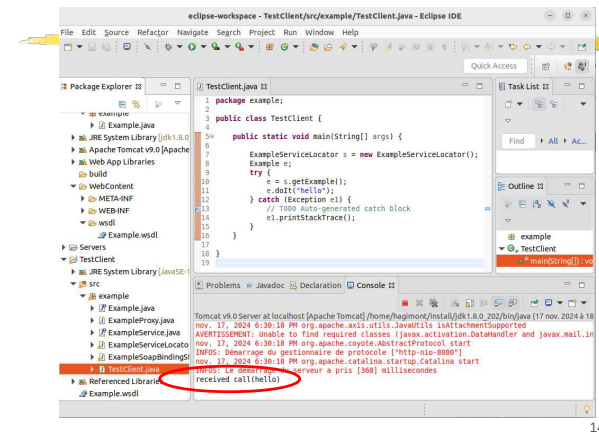 eclipse-workspace - TestClient/src/example/TestClient.java - Eclipse IDE
File Edit Source Refactor Navigate Search Project Run Window Help
Quick Access
Package Explorer
example
Example.java
JRE System Library [jdk1.8.0
Apache Tomcat v9.0 [Apache
Web App Libraries
build
WebContent
META-INF
WEB-INF
wsdl
Example.wsdl
Servers
TestClient
JRE System Library [JavaSE-1
src
example
Example.java
ExampleProxy.java
ExampleService.java
ExampleServiceLocato
ExampleSoapBindingSt
TestClient.java
Referenced Libraries
Example.wsdl
TestClient.java
1 package example;
2
3 public class TestClient {
4
5 public static void main(String[] args) {
6
7 ExampleServiceLocator s = new ExampleServiceLocator();
8 Example e;
9 try {
10 e = s.getExample();
11 e.doIt("hello");
12 } catch (Exception e1) {
13 // TODO Auto-generated catch block
14 e1.printStackTrace();
15 }
16 }
17
18 }
19
Task List
Find All Ac...
Outline
example
TestClient
main(String[]) : vo
Problems Javadoc Declaration Console
Tomcat v9.0 Server at localhost [Apache Tomcat] /home/hagimont/install/jdk1.8.0_202/bin/java (17 nov. 2024 à 18
nov. 17, 2024 6:30:18 PM org.apache.axis.utils.JavaUtils isAttachmentSupported
AVERTISSEMENT: Unable to find required classes (javax.activation.DataHandler and javax.mail.in
nov. 17, 2024 6:30:18 PM org.apache.coyote.AbstractProtocol start
INFOS: Démarrage du gestionnaire de protocole ["http-nio-8080"]
nov. 17, 2024 6:30:18 PM org.apache.catalina.startup.Catalina start
INFOS: Le démarrage du serveur a pris [360] millisecondes
received call(hello)
14